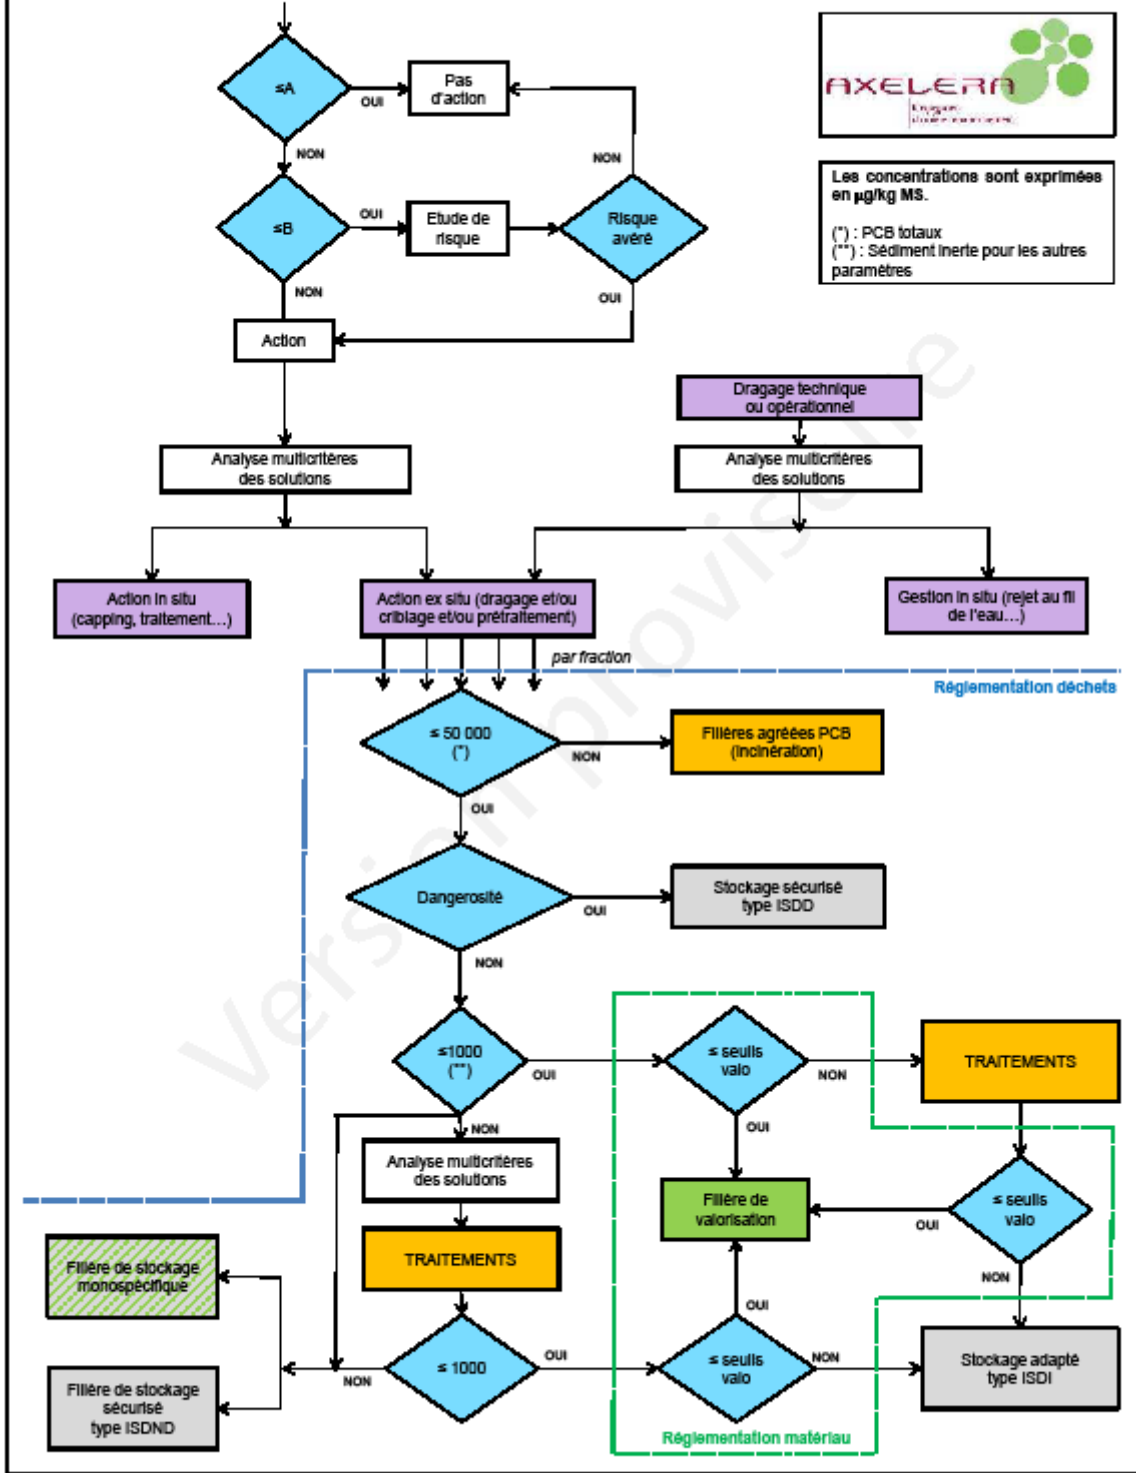 ≤A
OUI
Pas
d'action
NON
NON
AXELERA
Les concentrations sont exprimées
en µg/kg MS.
(*) : PCB totaux
(**) : Sédiment inerte pour les autres
paramètres
≤B
OUI
Etude de
risque
Risque
avéré
NON
OUI
Action
Dragage technique
ou opérationnel
Analyse multicritères
des solutions
Analyse multicritères
des solutions
Action in situ
(capping, traitement...)
Action ex situ (dragage et/ou
criblage et/ou prétraitement)
Gestion in situ (rejet au fil
de l'eau...)
par fraction
Réglementation déchets
≤ 50 000
(*)
NON
Filières agréées PCB
(incinération)
OUI
Dangerosité
OUI
Stockage sécurisé
type ISDD
NON
≤1000
(**)
OUI
≤ seuils
valo
NON
TRAITEMENTS
NON
OUI
Analyse multicritères
des solutions
Filière de
valorisation
OUI
≤ seuils
valo
TRAITEMENTS
NON
Filière de stockage
monospécifique
OUI
≤ 1000
OUI
NON
≤ seuils
valo
NON
Stockage adapté
type ISDI
Filière de stockage
sécurisé
type ISDND
Réglementation matériau
Version provisoire